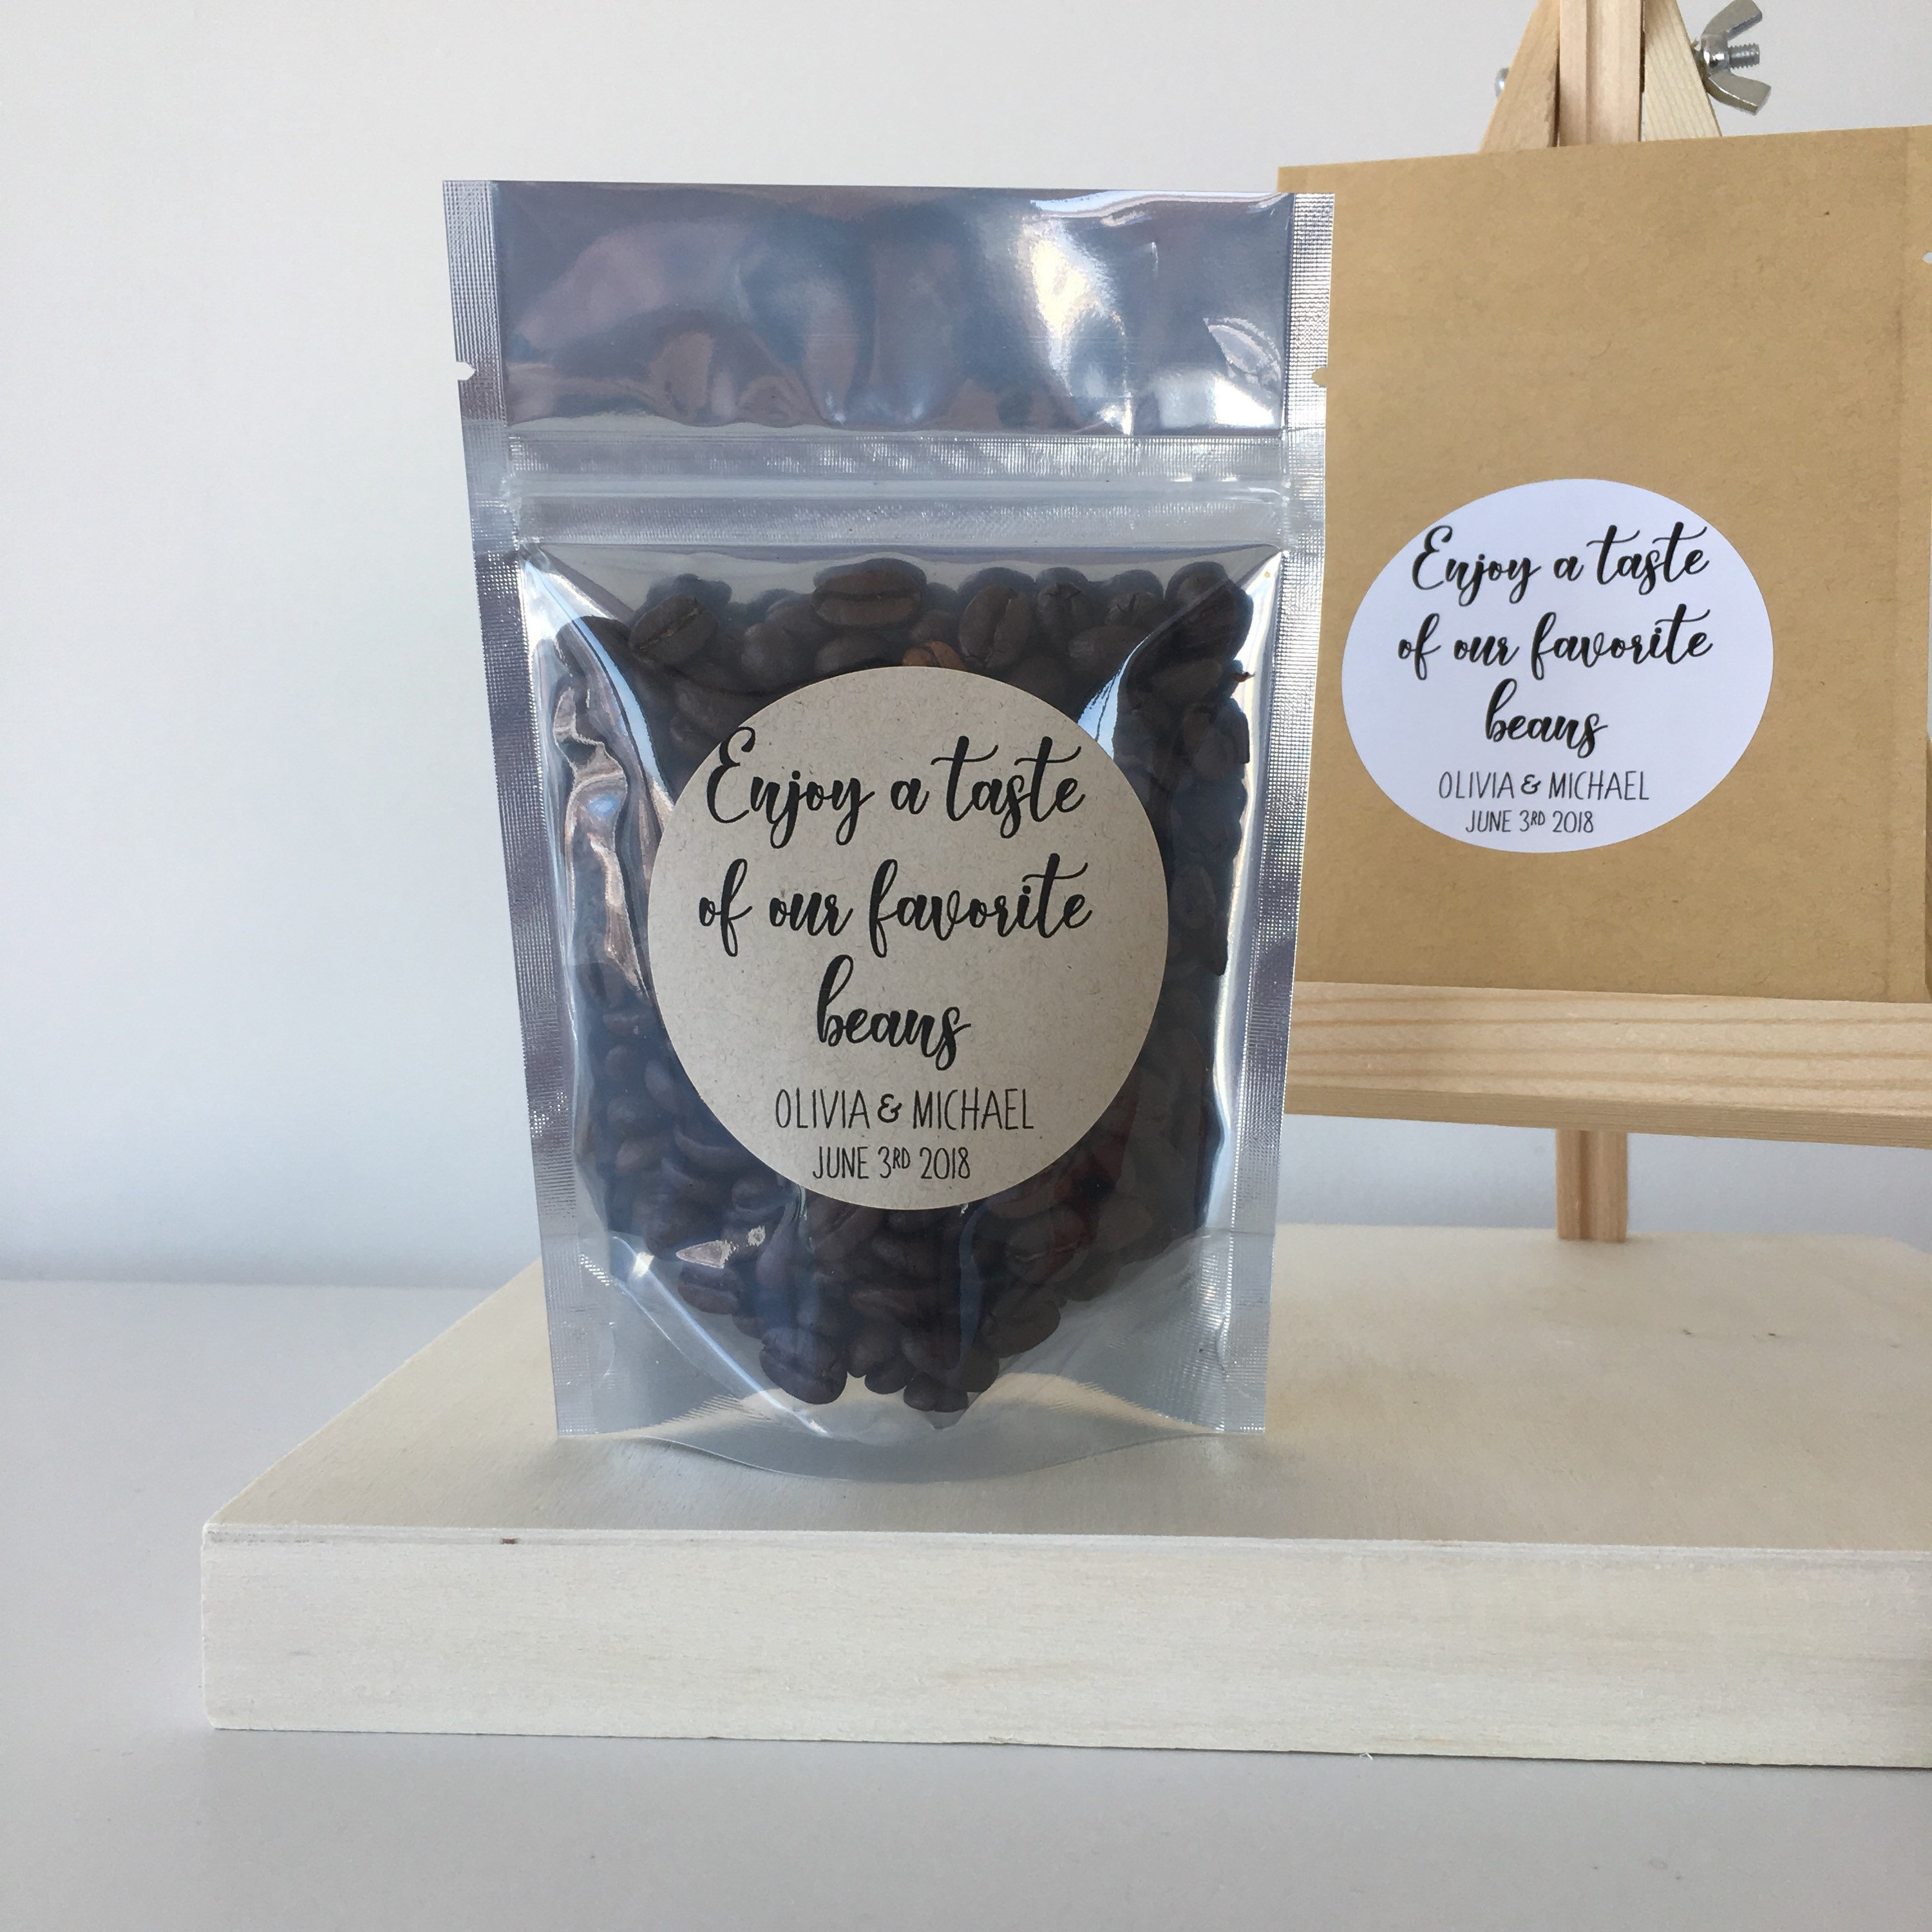 Enjoy a taste
of our favorite
beans
OLIVIA & MICHAEL
JUNE 3RD 2018
Enjoy a taste
of our favorite
beans
OLIVIA & MICHAEL
JUNE 3RD 2018